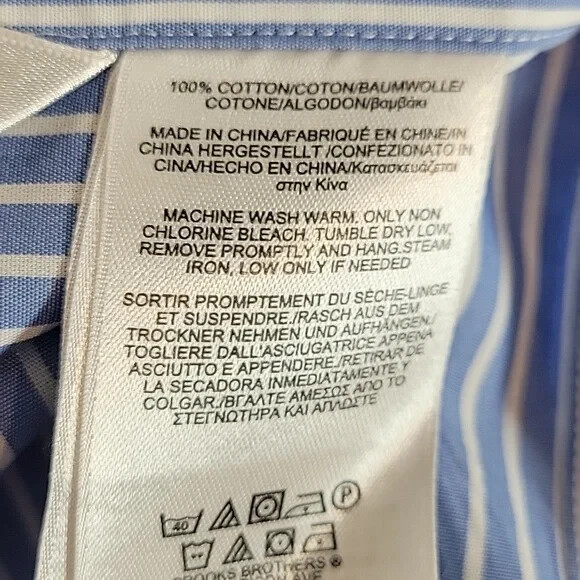 100% COTTON/COTON/BAUMWOLLE/
COTONE/ALGODON/βαμβάκι
MADE IN CHINA/FABRIQUÉ EN CHINE/IN
CHINA HERGESTELLT /CONFEZIONATO IN
CINA/HECHO EN CHINA/Κατασκευάζεται
στην Κίνα
MACHINE WASH WARM. ONLY NON
CHLORINE BLEACH. TUMBLE DRY LOW.
REMOVE PROMPTLY AND HANG.STEAM
IRON, LOW ONLY IF NEEDED
SORTIR PROMPTEMENT DU SÈCHE-LINGE
ET SUSPENDRE./RASCH AUS DEM
TROCKNER NEHMEN UND AUFHÄNGEN./
TOGLIERE DALL'ASCIUGATRICE APPENA
ASCIUTTO E APPENDERE./RETIRAR DE
LA SECADORA INMEDIATAMENTE Y
COLGAR./ΒΓΑΛΤΕ ΑΜΕΣΩΣ ΑΠΟ ΤΟ
ΣΤΕΓΝΩΤΗΡΑ ΚΑΙ ΑΠΛΩΣΤΕ
40 P
BROOKS BROTHERS ®